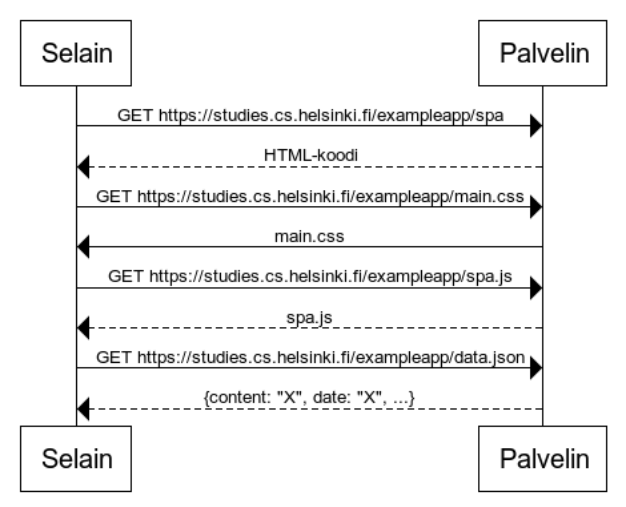 Selain Palvelin
GET https://studies.cs.helsinki.fi/exampleapp/spa
HTML-koodi
GET https://studies.cs.helsinki.fi/exampleapp/main.css
main.css
GET https://studies.cs.helsinki.fi/exampleapp/spa.js
spa.js
GET https://studies.cs.helsinki.fi/exampleapp/data.json
{content: "X", date: "X", ...}
Selain Palvelin